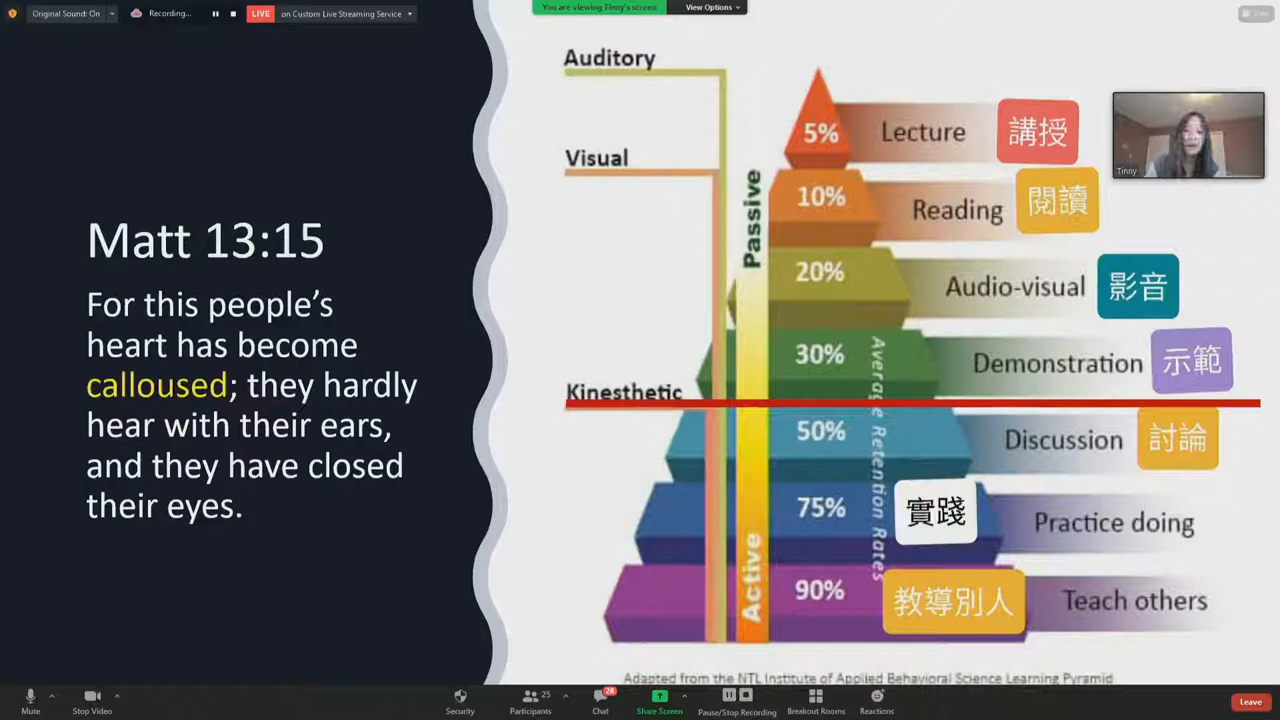 Original Sound: On
Recording...
LIVE
on Custom Live Streaming Service
You are viewing Tinny's screen
View Options
Matt 13:15
For this people's
heart has become
calloused; they hardly
hear with their ears,
and they have closed
their eyes.
Auditory
Visual
Kinesthetic
Passive
Active
Average Retention Rates
5%
Lecture
講授
10%
Reading
閱讀
20%
Audio-visual
影音
30%
Demonstration
示範
50%
Discussion
討論
75%
實踐
Practice doing
90%
教導別人
Teach others
Tinny
Adapted from the NTL Institute of Applied Behavioral Science Learning Pyramid
Mute
Stop Video
Security
Participants
25
Chat
28
Share Screen
Pause/Stop Recording
Breakout Rooms
Reactions
Leave